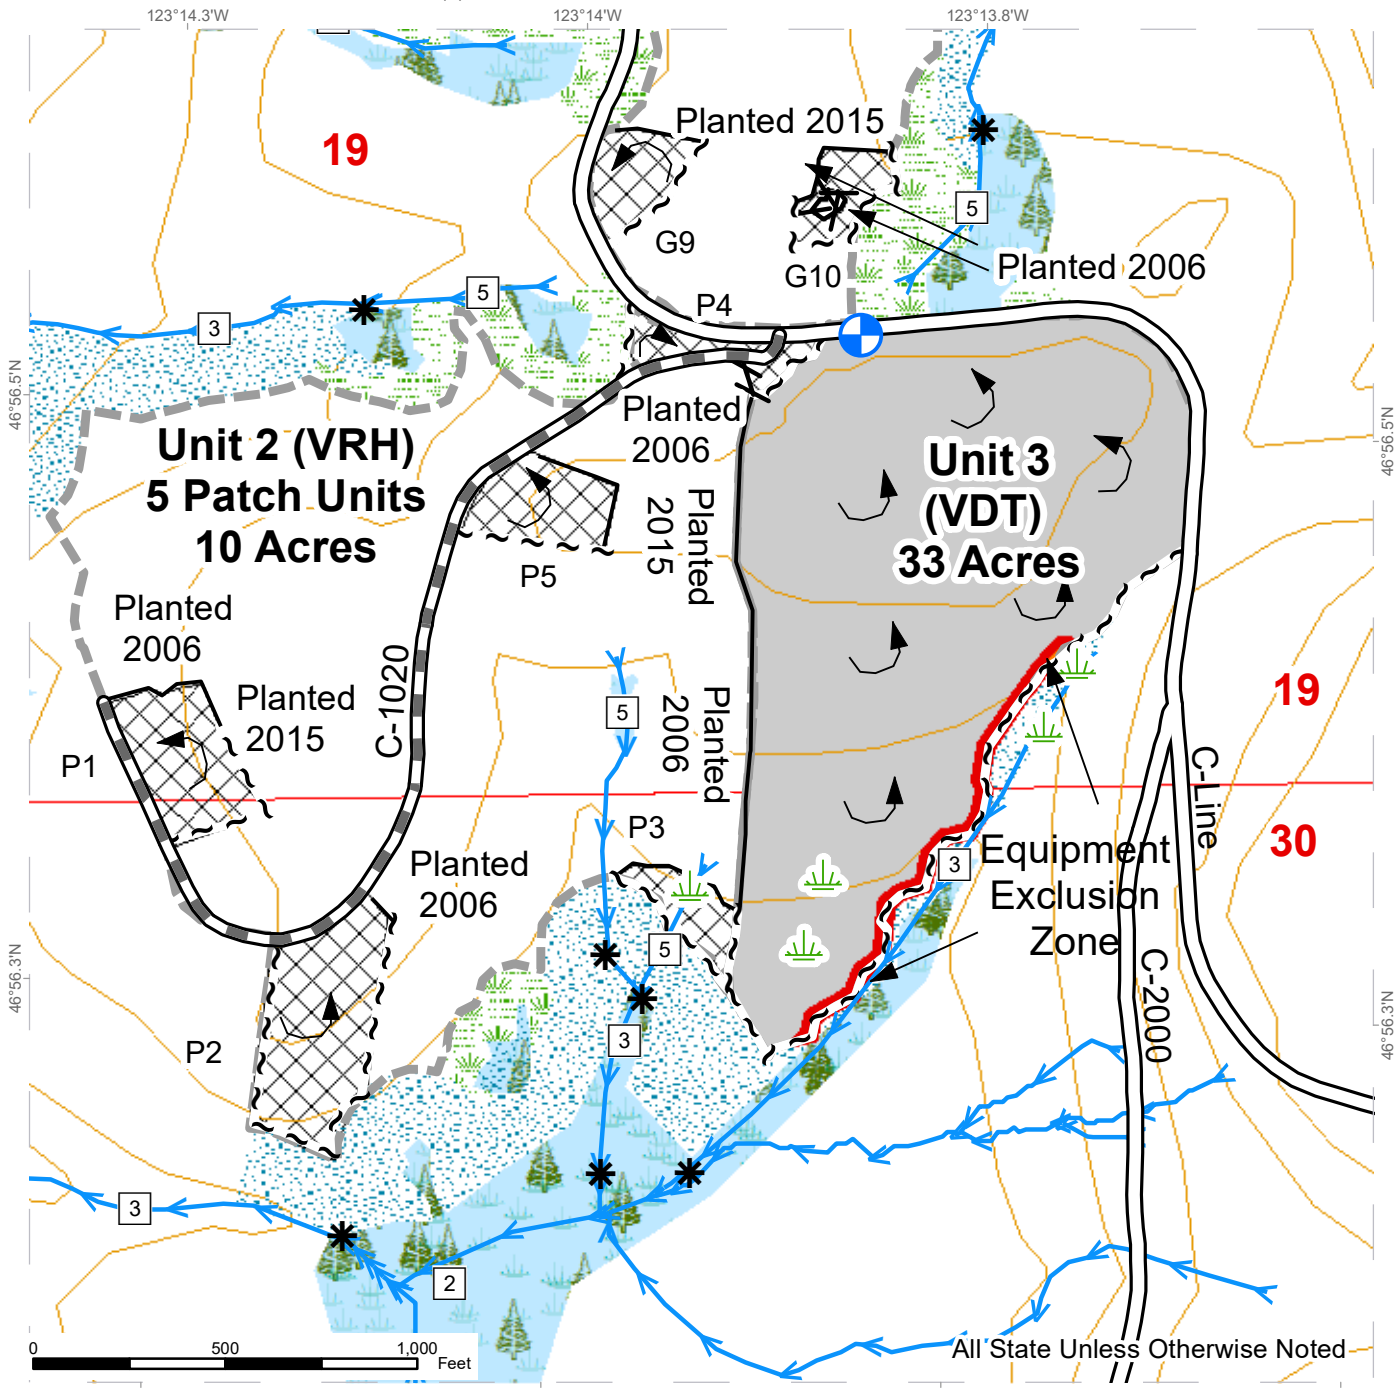 123°14.3'W
123°14'W
123°13.8'W
Planted 2015
19
5
G9
G10
Planted 2006
P4
5
3
46°56.5'N
46°56.5'N
Planted
2006
Unit 2 (VRH)
5 Patch Units
10 Acres
Unit 3
(VDT)
33 Acres
Planted
2015
P5
Planted
2006
Planted
2015
C-1020
5
Planted
2006
19
P1
C-Line
P3
30
3
Equipment
Exclusion
Zone
Planted
2006
5
46°56.3'N
46°56.3'N
C-2000
3
P2
3
2
0
500
1,000
Feet
All State Unless Otherwise Noted